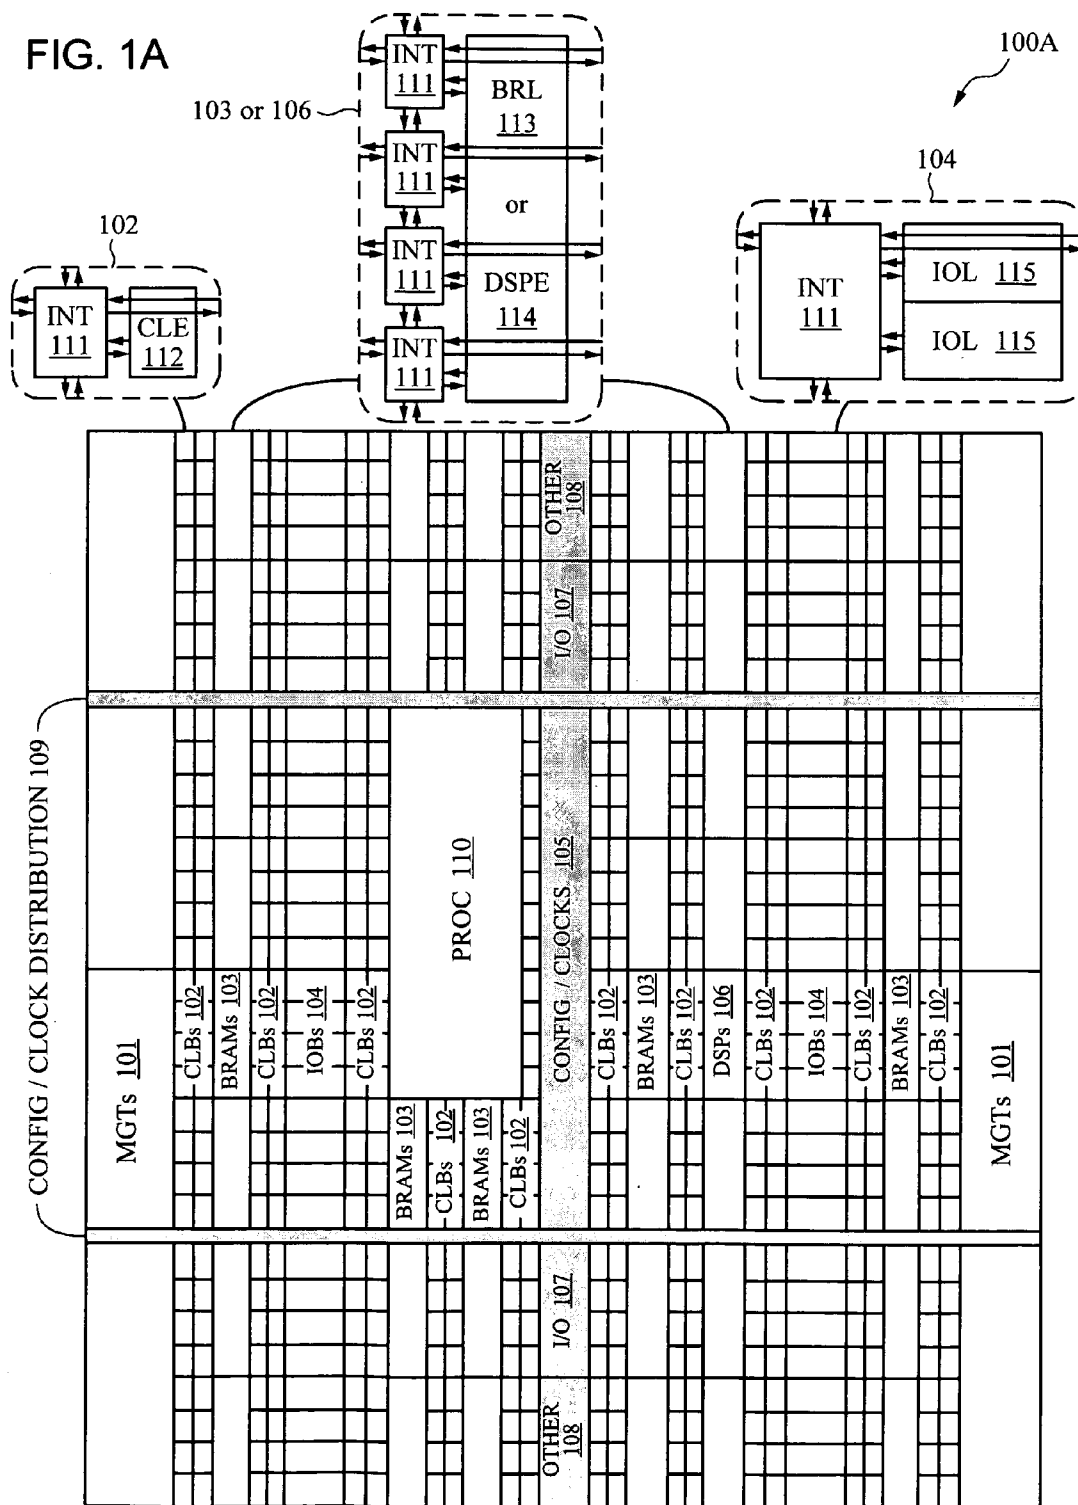 FIG. 1A
100A
103 or 106
INT
111
INT
111
INT
111
INT
111
BRL
113
or
DSPE
114
102
INT
111
CLE
112
104
INT
111
IOL 115
IOL 115
OTHER
108
I/O 107
CONFIG / CLOCK DISTRIBUTION 109
PROC 110
CONFIG / CLOCKS 105
MGTs 101
CLBs 102
BRAMs 103
CLBs 102
IOBs 104
CLBs 102
BRAMs 103
CLBs 102
BRAMs 103
CLBs 102
CLBs 102
BRAMs 103
CLBs 102
DSPs 106
CLBs 102
IOBs 104
CLBs 102
BRAMs 103
CLBs 102
MGTs 101
I/O 107
OTHER
108